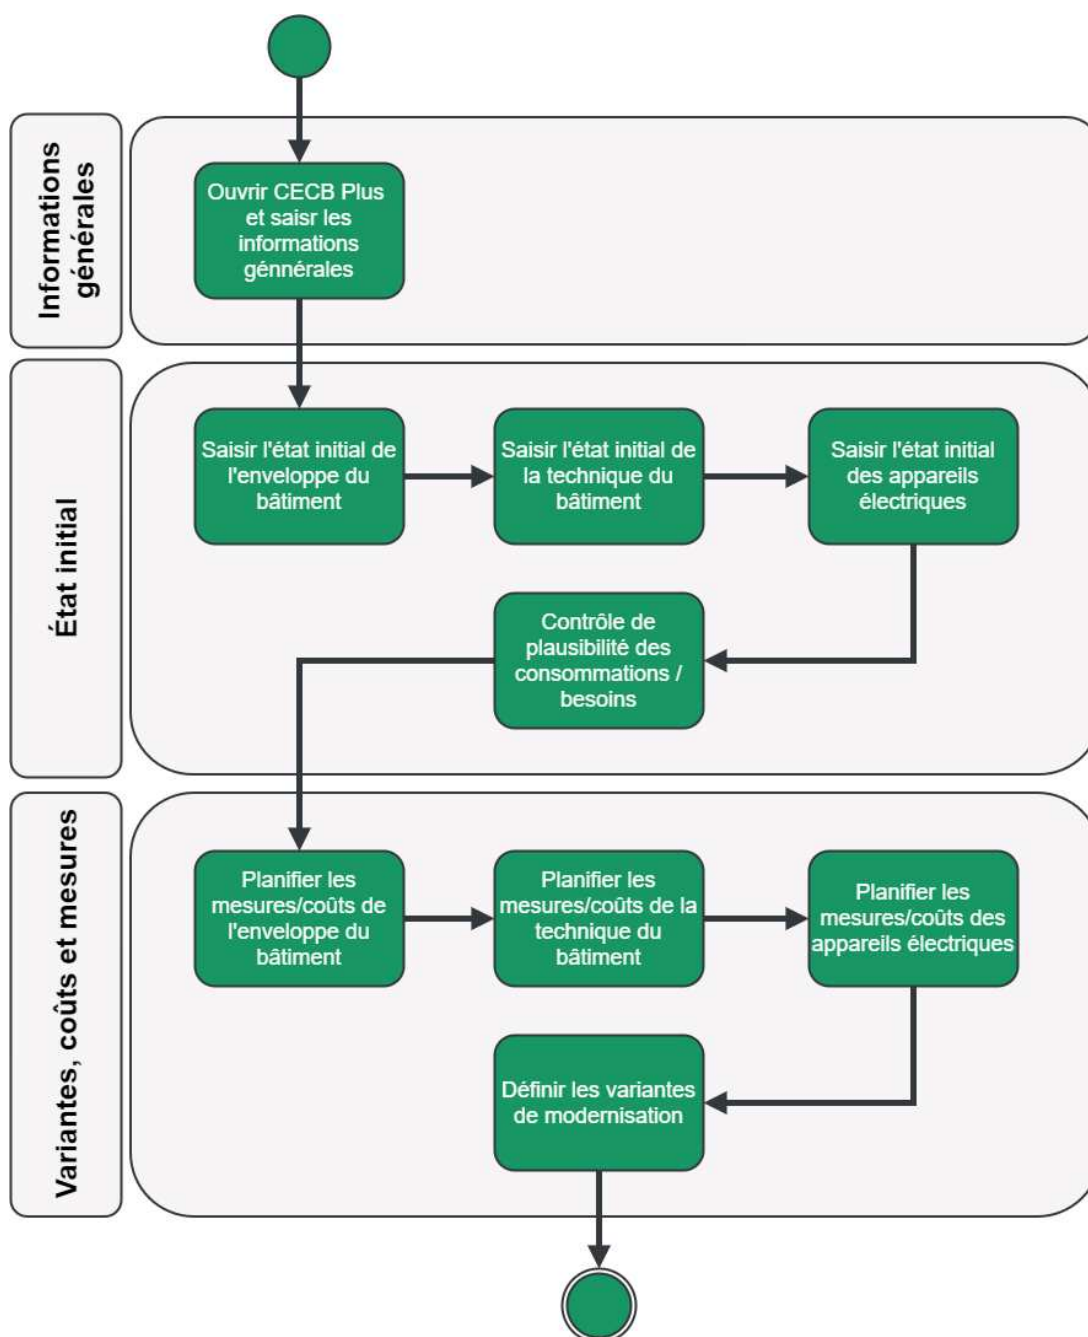 Informations
générales
Ouvrir CECB Plus
et saisr les
informations
génnérales
État initial
Saisir l'état initial de
l'enveloppe du
bâtiment
Saisir l'état initial de
la technique du
bâtiment
Saisir l'état initial
des appareils
électriques
Contrôle de
plausibilité des
consommations /
besoins
Variantes, coûts et mesures
Planifier les
mesures/coûts de
l'enveloppe du
bâtiment
Planifier les
mesures/coûts de la
technique du
bâtiment
Planifier les
mesures/coûts des
appareils électriques
Définir les variantes
de modernisation